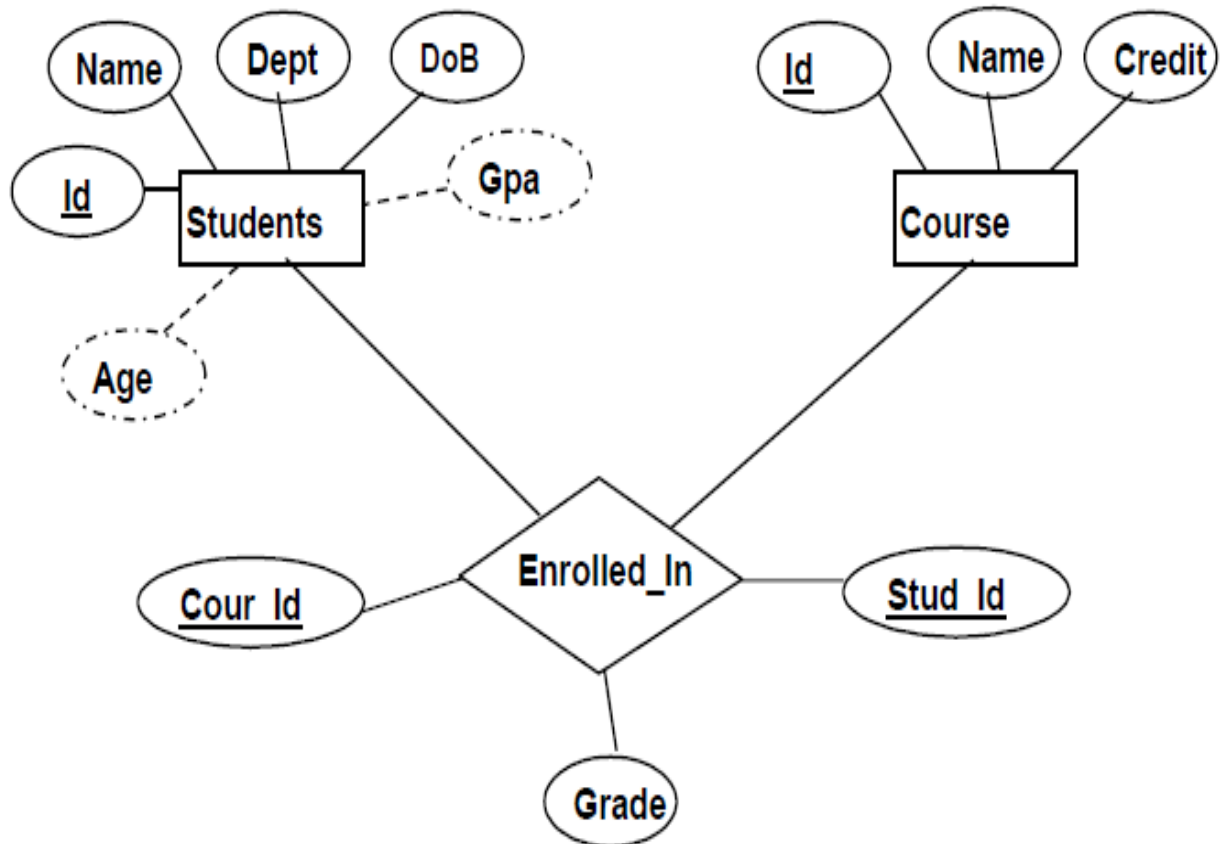 Name
Dept
DoB
Id
Name
Credit
Id
Gpa
Students
Course
Age
Enrolled_In
Cour_Id
Stud_Id
Grade